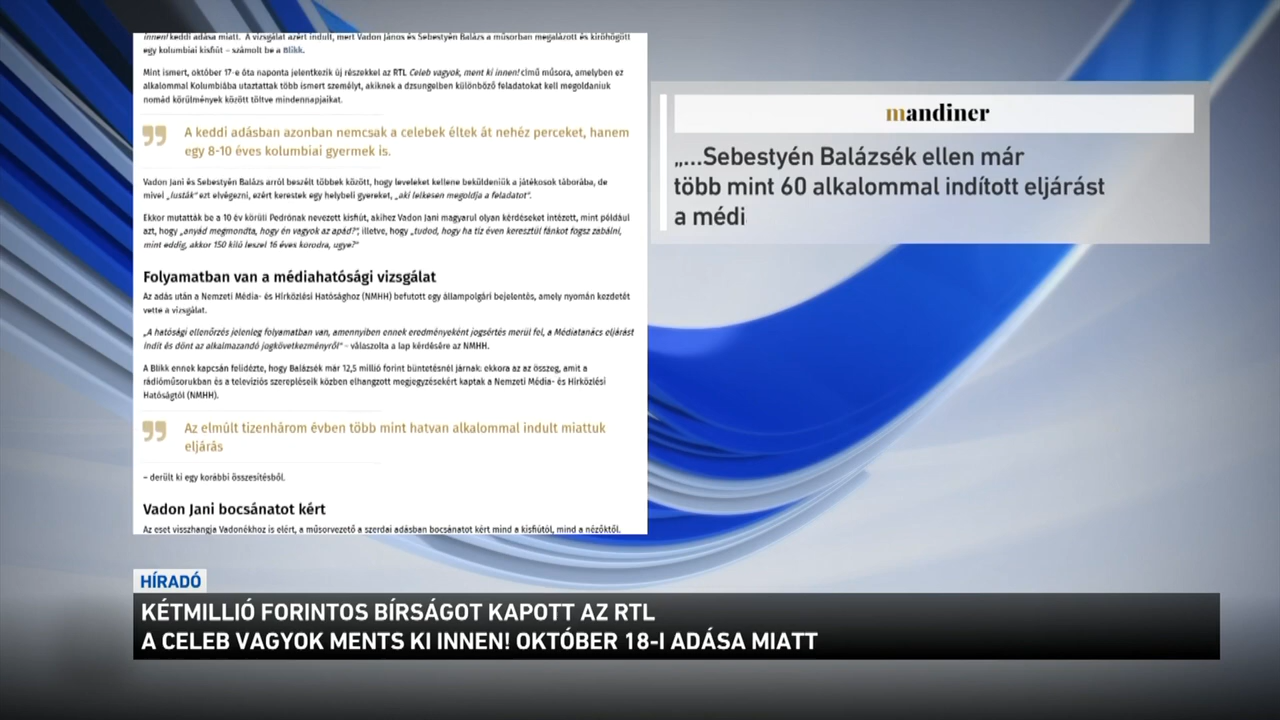 innen! keddi adása miatt. A vizsgálat azért indult, mert Vadon János és Sebestyén Balázs a műsorban megalázott és kiröhögött
egy kolumbiai kisfiút – számolt be a Blikk.
Mint ismert, október 17-e óta naponta jelentkezik új részekkel az RTL Celeb vagyok, ments ki innen! című műsora, amelyben ez
alkalommal Kolumbiába utaztattak több ismert személyt, akiknek a dzsungelben különböző feladatokat kell megoldaniuk
nomád körülmények között töltve mindennapjaikat.
A keddi adásban azonban nemcsak a celebek éltek át nehéz perceket, hanem
egy 8-10 éves kolumbiai gyermek is.
Vadon Jani és Sebestyén Balázs arról beszélt többek között, hogy leveleket kellene beküldeniük a játékosok táborába, de
mivel „lusták" ezt elvégezni, ezért kerestek egy helybeli gyereket, „aki lelkesen megoldja a feladatot".
Ekkor mutatták be a 10 év körüli Pedrónak nevezett kisfiút, akihez Vadon Jani magyarul olyan kérdéseket intézett, mint például
azt, hogy „anyád megmondta, hogy én vagyok az apád?", illetve, hogy „tudod, hogy ha tíz éven keresztül fánkot fogsz zabálni,
mint eddig, akkor 150 kiló leszel 16 éves korodra, ugye?"
Folyamatban van a médiahatósági vizsgálat
Az adás után a Nemzeti Média- és Hírközlési Hatósághoz (NMHH) befutott egy állampolgári bejelentés, amely nyomán kezdetét
vette a vizsgálat.
„A hatósági ellenőrzés jelenleg folyamatban van, amennyiben ennek eredményeként jogsértés merül fel, a Médiatanács eljárást
indít és dönt az alkalmazandó jogkövetkezményről" – válaszolta a lap kérdésére az NMHH.
A Blikk ennek kapcsán felidézte, hogy Balázsék már 12,5 millió forint büntetésnél járnak: ekkora az az összeg, amit a
rádióműsorukban és a televíziós szerepléseik közben elhangzott megjegyzésekért kaptak a Nemzeti Média- és Hírközlési
Hatóságtól (NMHH).
Az elmúlt tizenhárom évben több mint hatvan alkalommal indult miattuk
eljárás
– derült ki egy korábbi összesítésből.
Vadon Jani bocsánatot kért
Az eset visszhangja Vadonékhoz is elért, a műsorvezető a szerdai adásban bocsánatot kért mind a kisfiútól, mind a nézőktől.
mandiner
„...Sebestyén Balázsék ellen már
több mint 60 alkalommal indított eljárást
a médi
HÍRADÓ
KÉTMILLIÓ FORINTOS BÍRSÁGOT KAPOTT AZ RTL
A CELEB VAGYOK MENTS KI INNEN! OKTÓBER 18-I ADÁSA MIATT